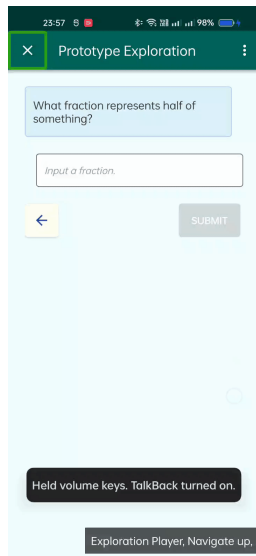 23:57 98%
Prototype Exploration
What fraction represents half of
something?
Input a fraction.
SUBMIT
Held volume keys. TalkBack turned on.
Exploration Player, Navigate up,